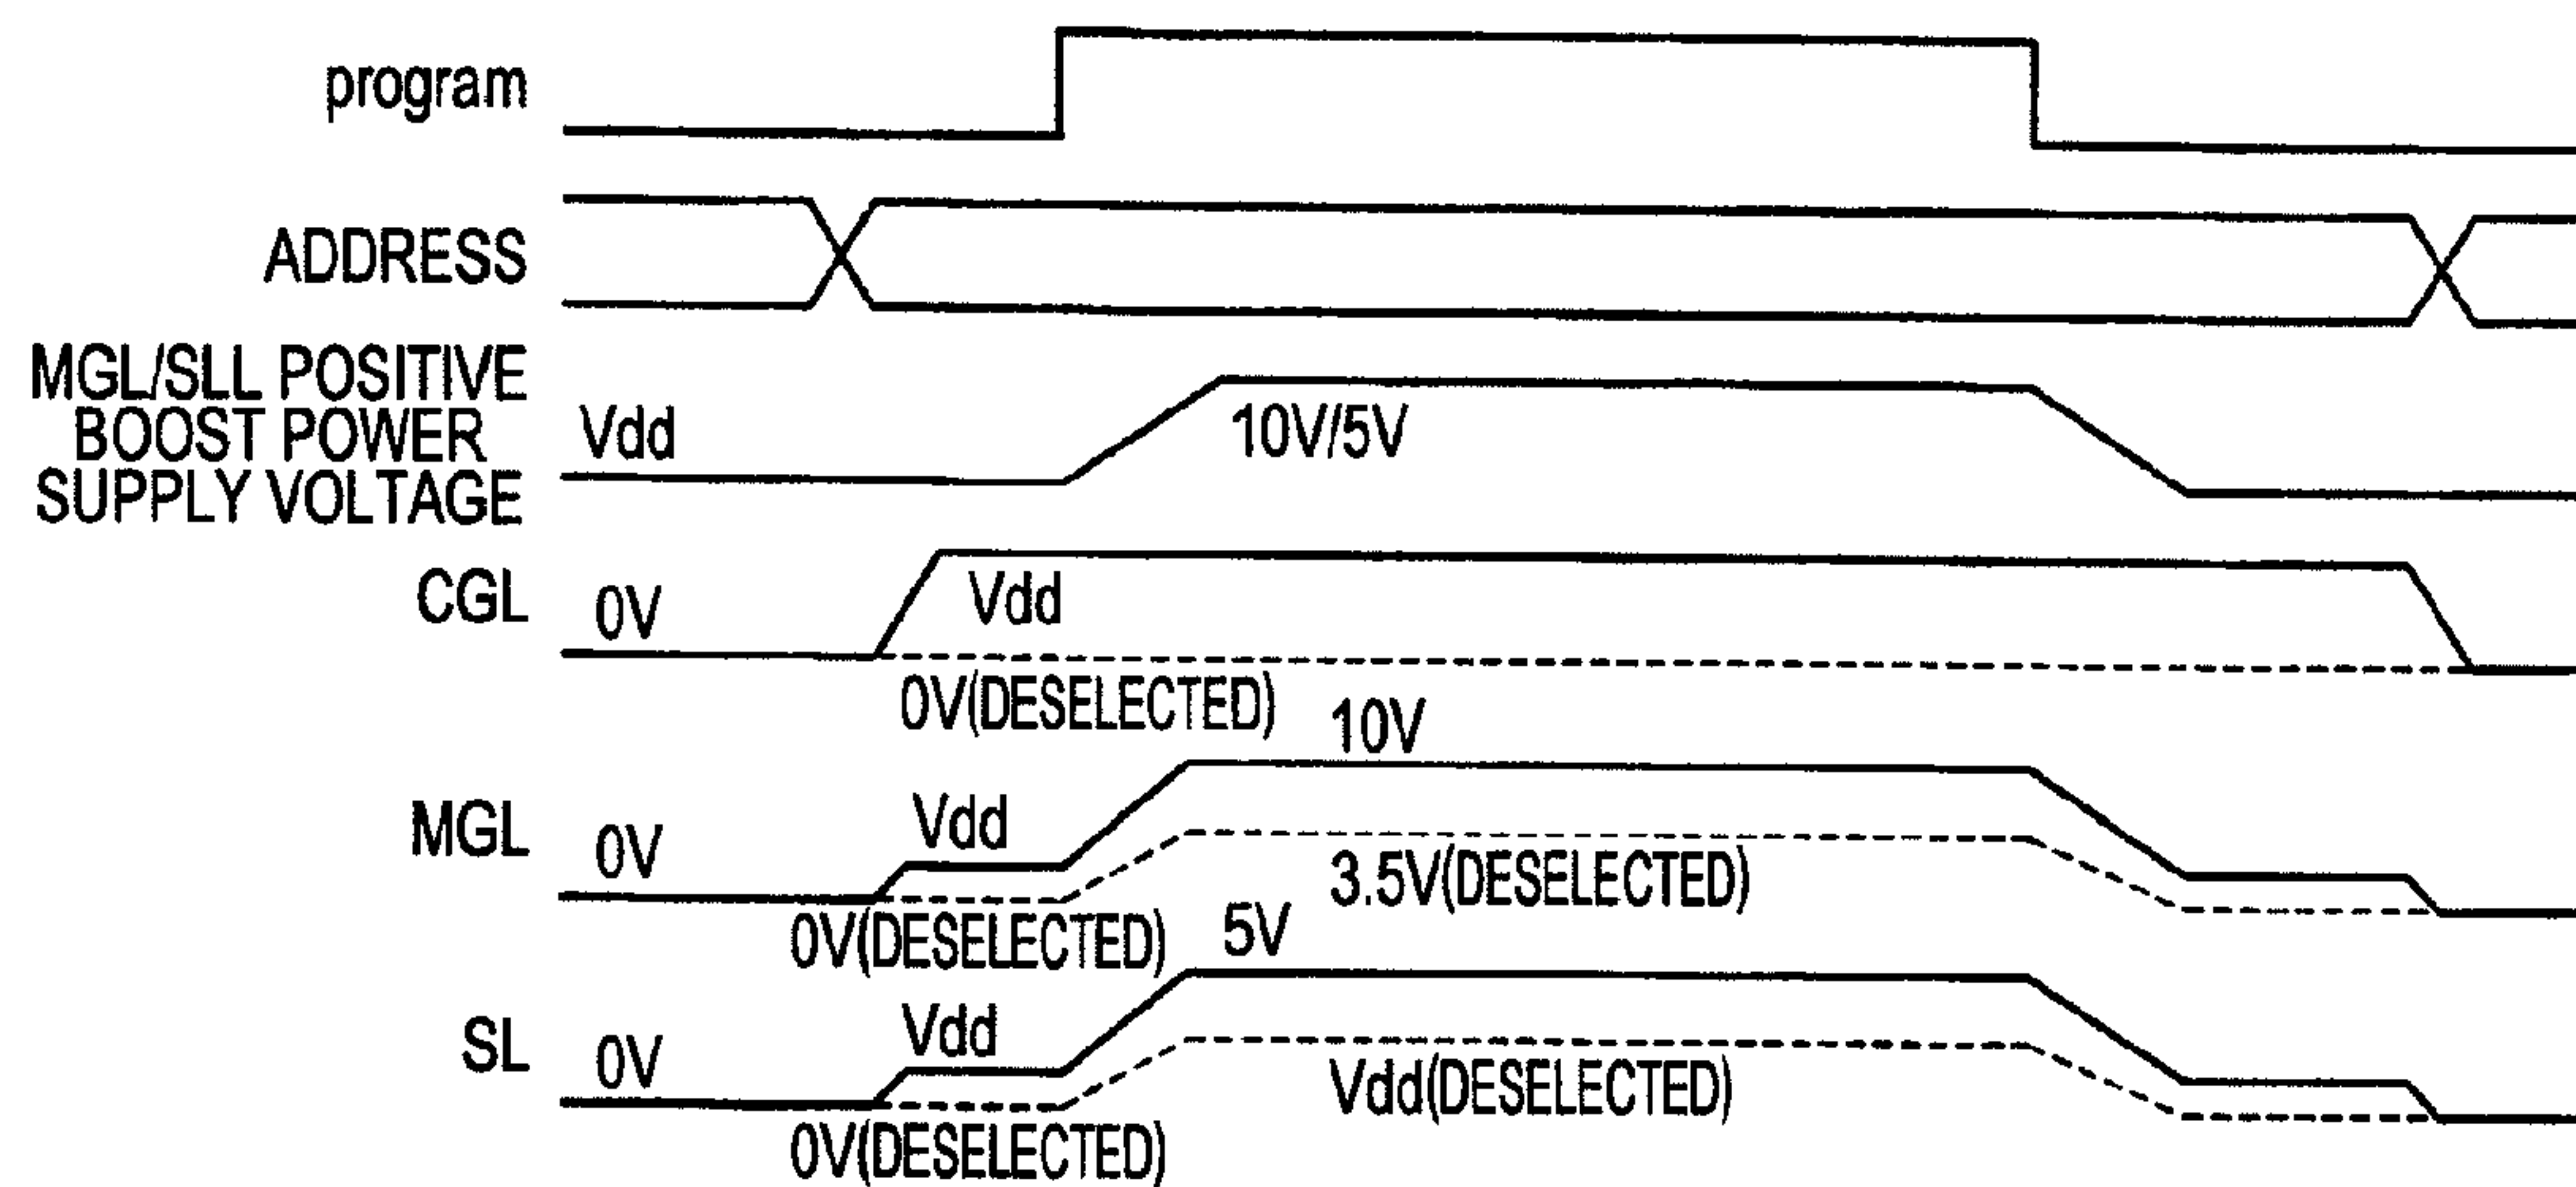 program
ADDRESS
MGL/SLL POSITIVE
BOOST POWER
SUPPLY VOLTAGE
Vdd
10V/5V
CGL
0V
Vdd
0V(DESELECTED)
MGL
0V
Vdd
10V
0V(DESELECTED)
3.5V(DESELECTED)
SL
0V
Vdd
5V
0V(DESELECTED)
Vdd(DESELECTED)